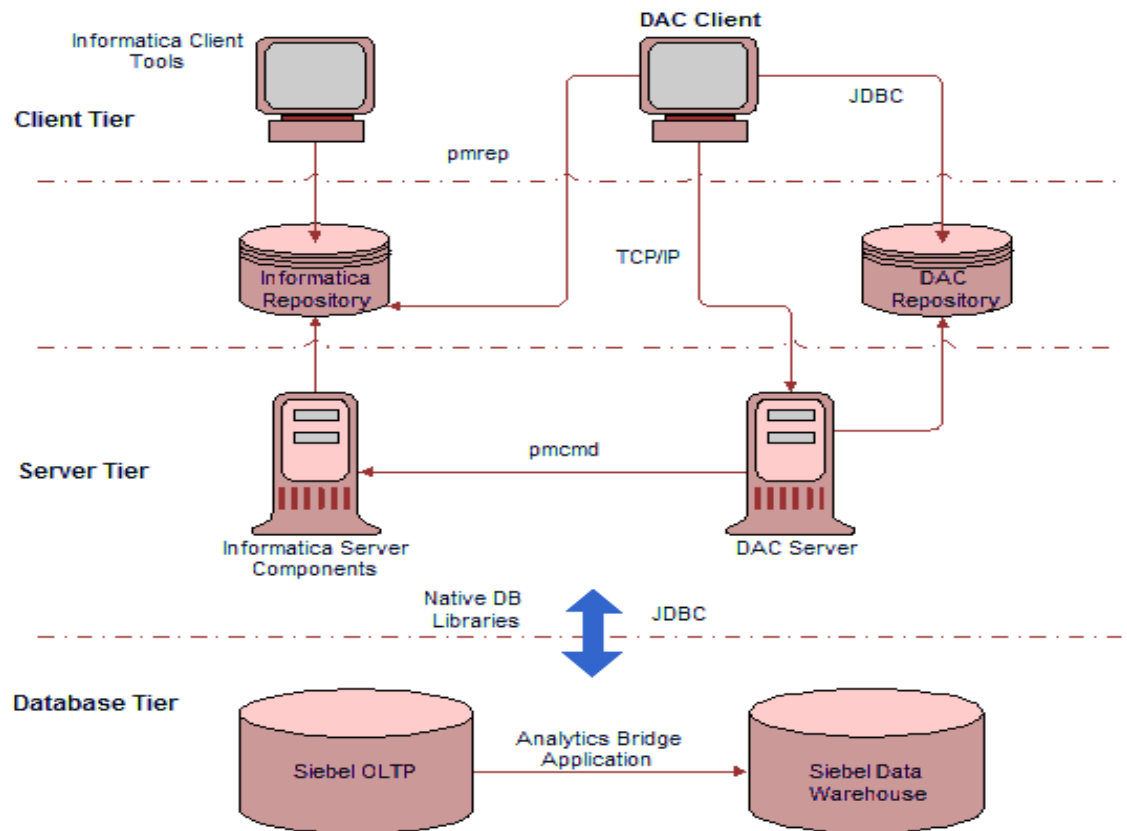 DAC Client
Informatica Client
Tools
JDBC
Client Tier
pmrep
TCP/IP
Informatica
Repository
DAC
Repository
Server Tier
pmcmd
Informatica Server
Components
DAC Server
Native DB
Libraries
JDBC
Database Tier
Analytics Bridge
Application
Siebel OLTP
Siebel Data
Warehouse